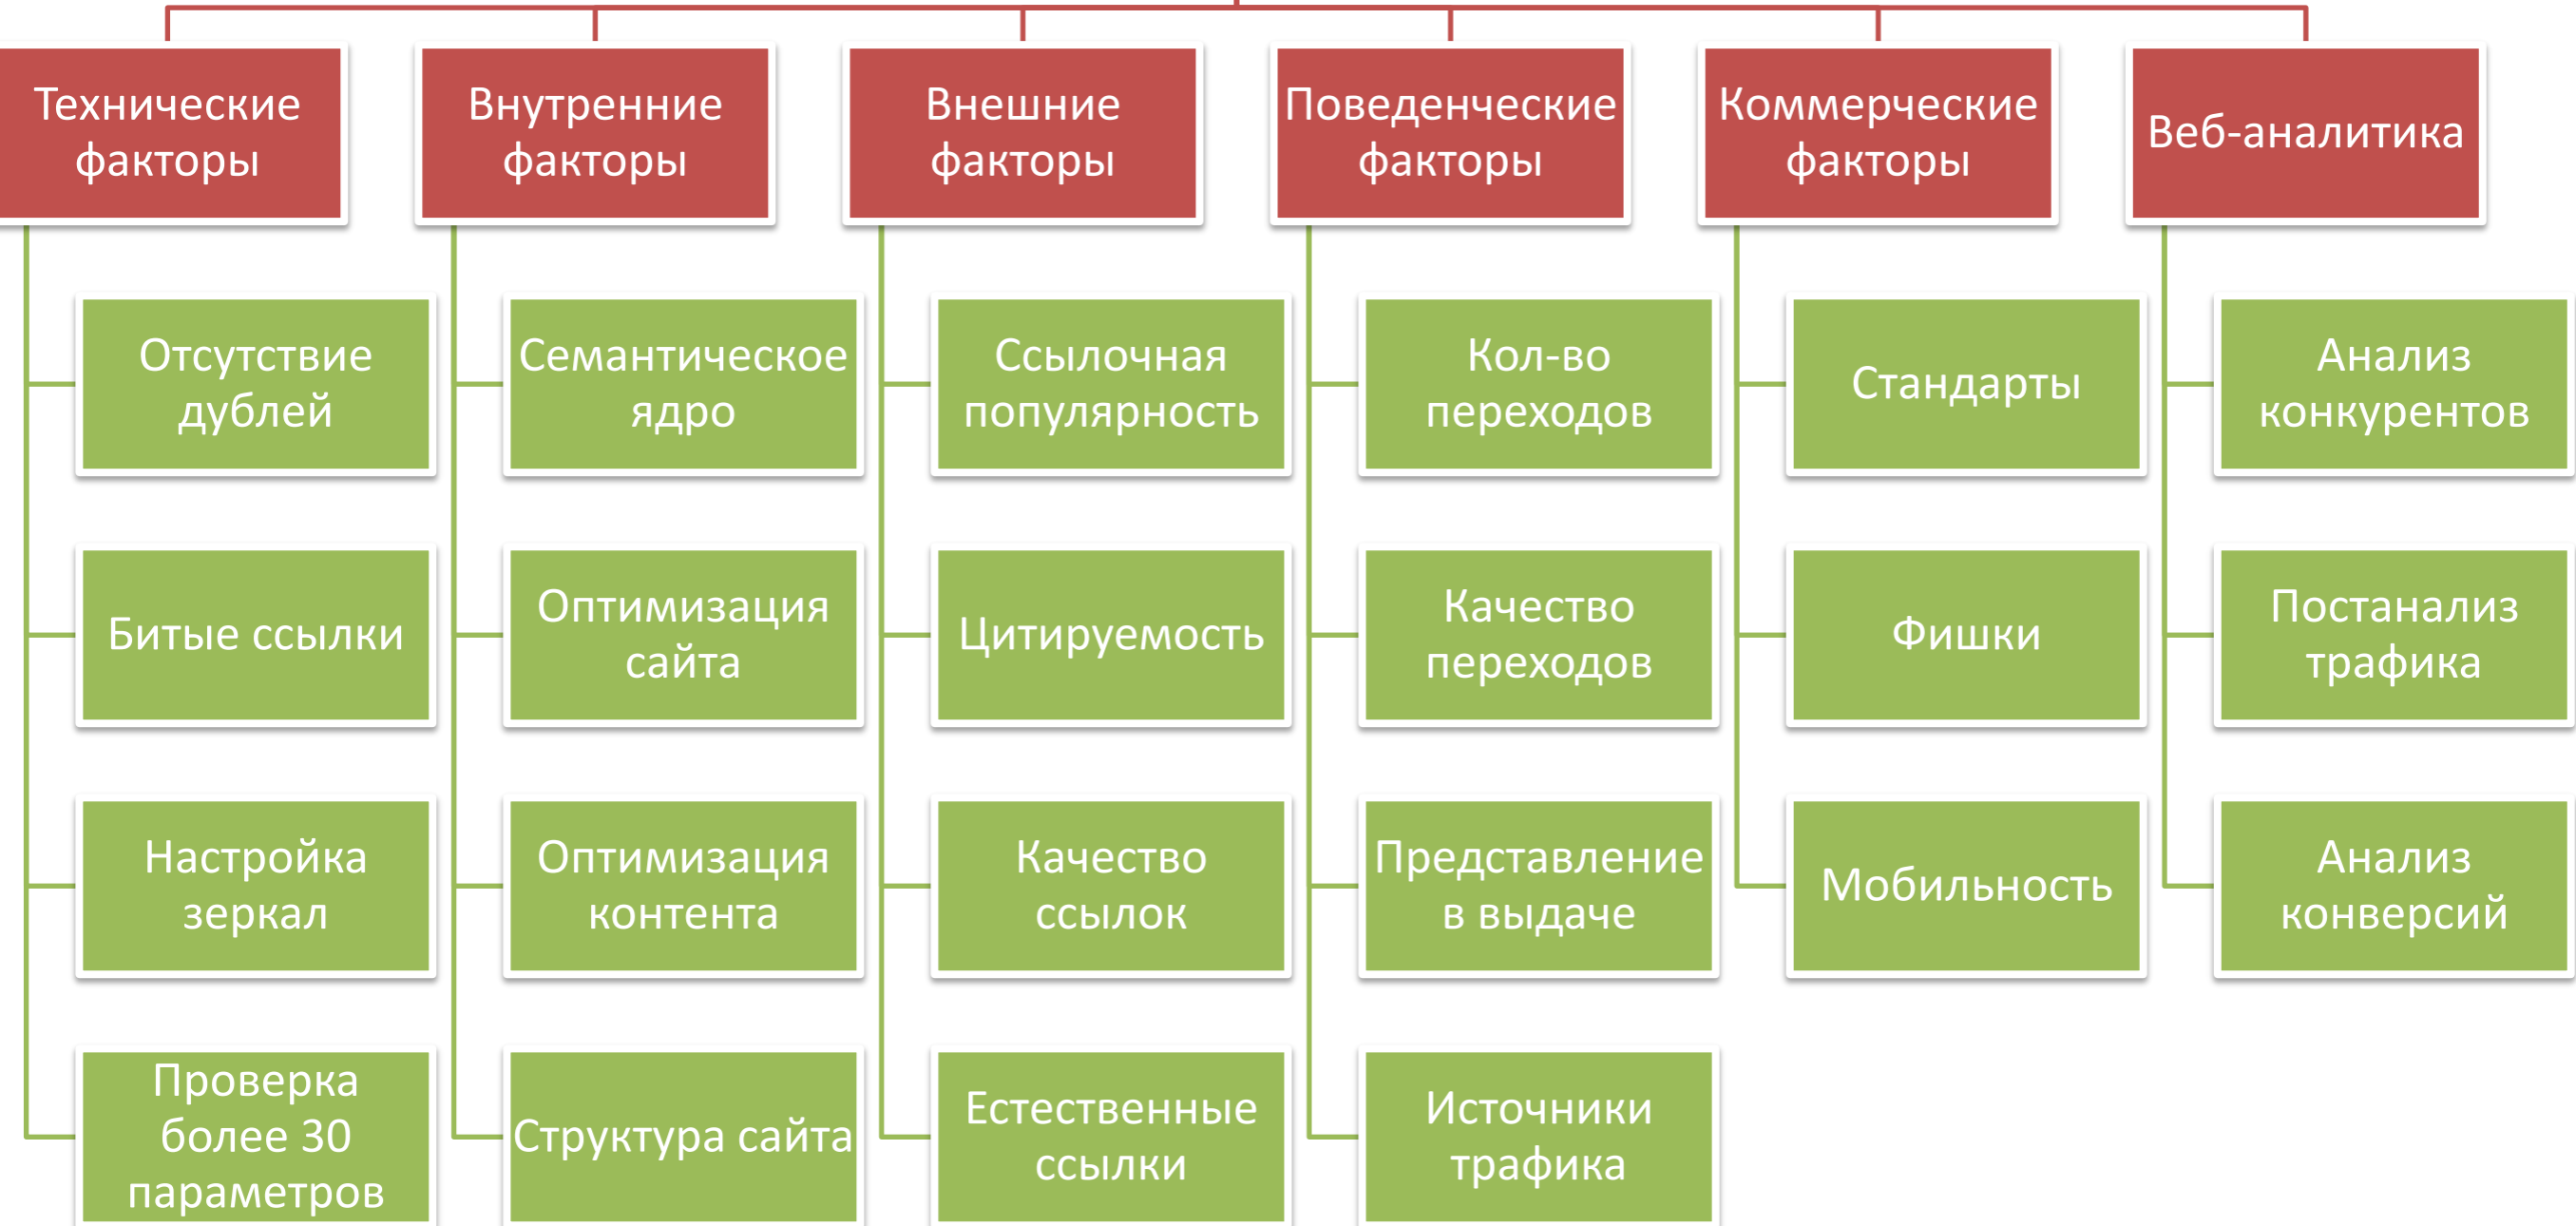 Технические
факторы
Внутренние
факторы
Внешние
факторы
Поведенческие
факторы
Коммерческие
факторы
Веб-аналитика
Отсутствие
дублей
Семантическое
ядро
Ссылочная
популярность
Кол-во
переходов
Стандарты
Анализ
конкурентов
Битые ссылки
Оптимизация
сайта
Цитируемость
Качество
переходов
Фишки
Постанализ
трафика
Настройка
зеркал
Оптимизация
контента
Качество
ссылок
Представление
в выдаче
Мобильность
Анализ
конверсий
Проверка
более 30
параметров
Структура сайта
Естественные
ссылки
Источники
трафика